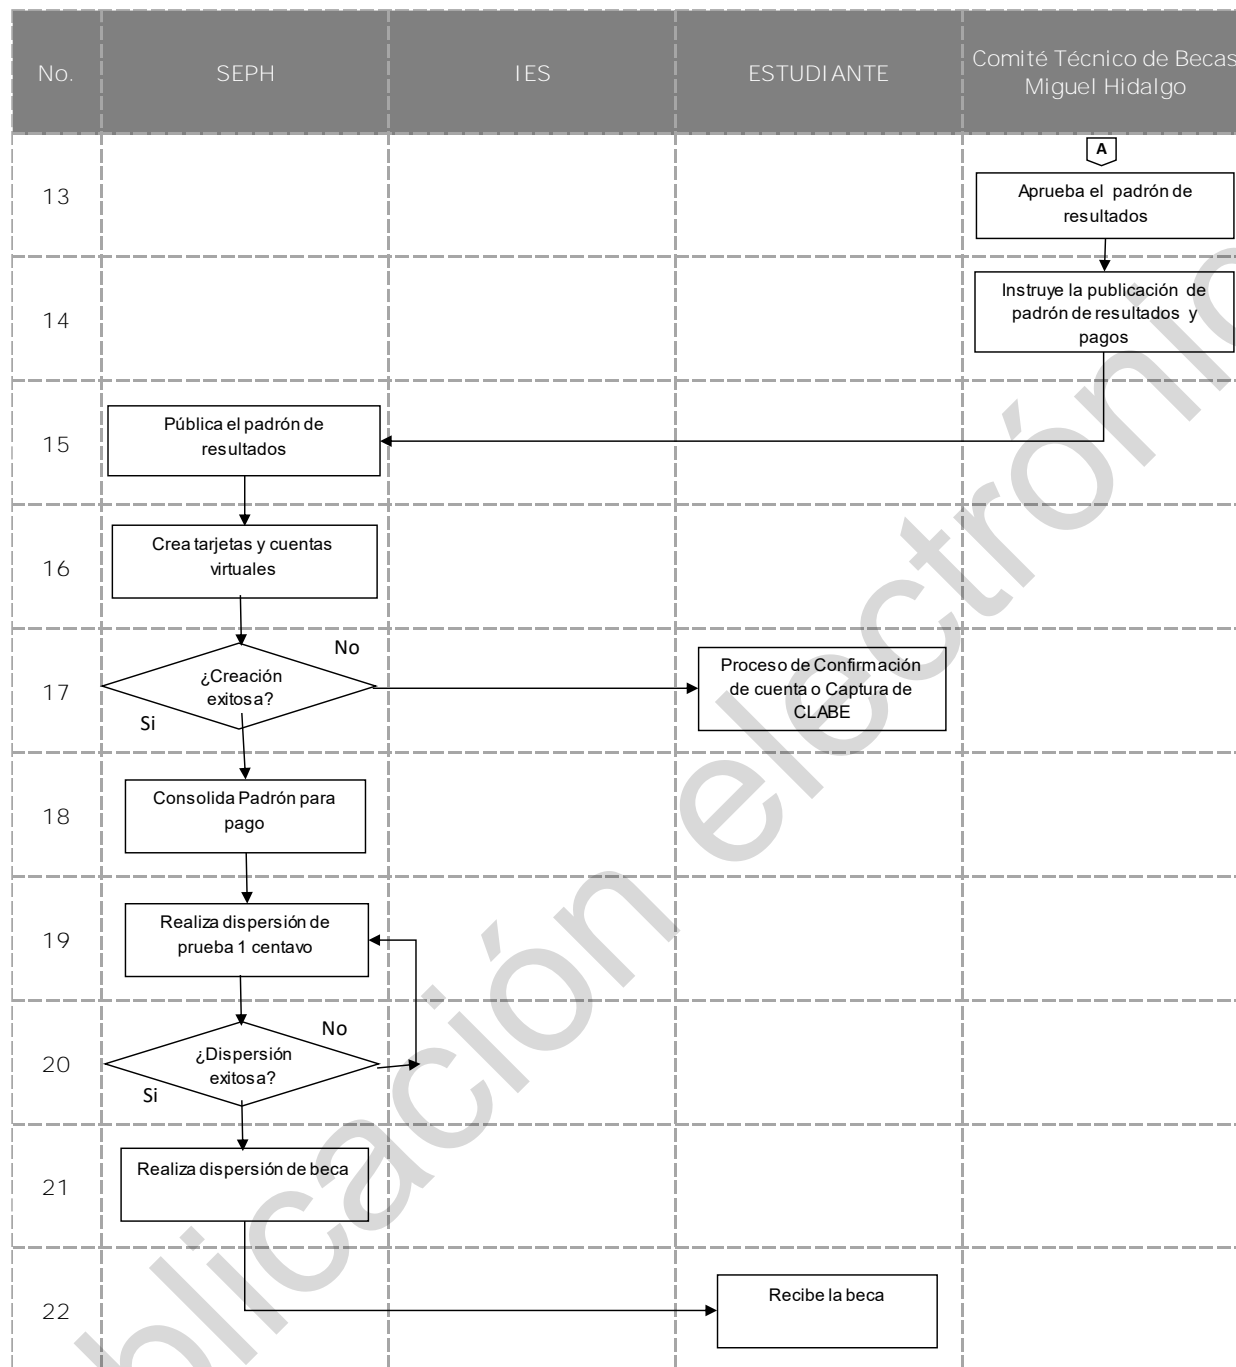 No.
SEPH
IES
ESTUDIANTE
Comité Técnico de Becas
Miguel Hidalgo
A
13
Aprueba el padrón de
resultados
14
Instruye la publicación de
padrón de resultados y
pagos
15
Pública el padrón de
resultados
16
Crea tarjetas y cuentas
virtuales
17
¿Creación
exitosa?
No
Si
Proceso de Confirmación
de cuenta o Captura de
CLABE
18
Consolida Padrón para
pago
19
Realiza dispersión de
prueba 1 centavo
20
¿Dispersión
exitosa?
No
Si
21
Realiza dispersión de beca
22
Recibe la beca
blicación electrónic